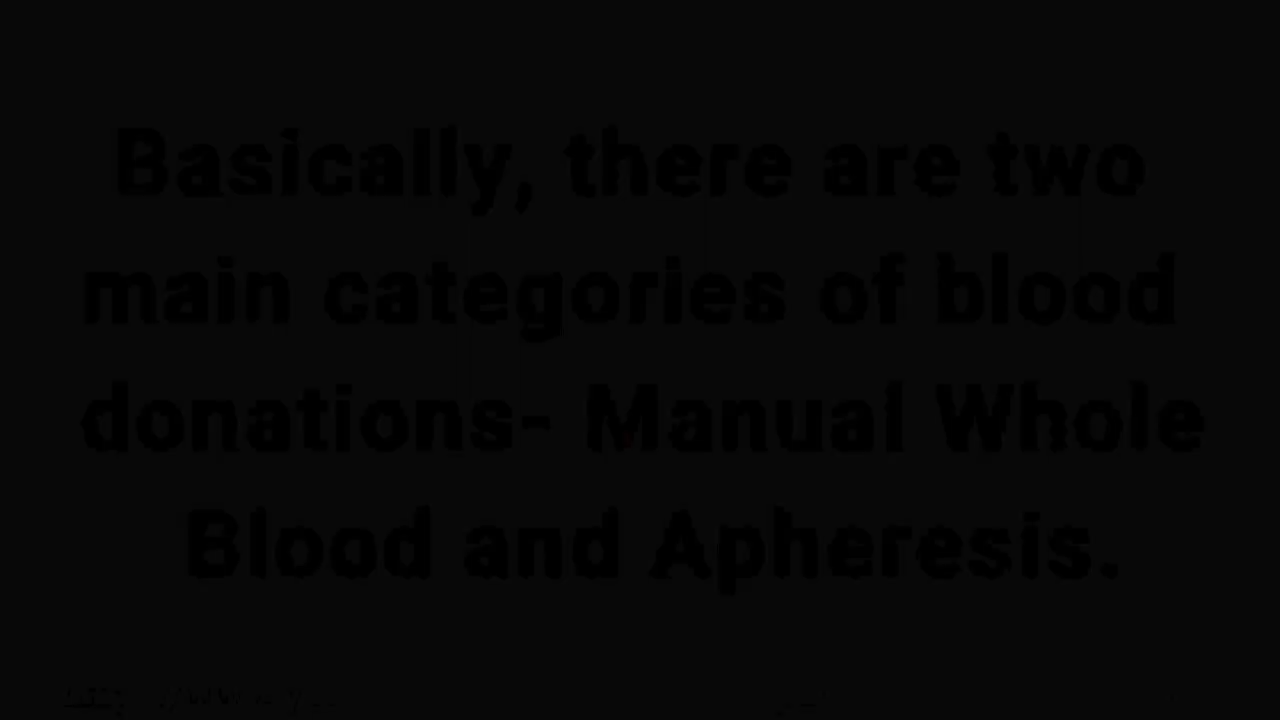 Basically, there are two
main categories of blood
donations- Manual Whole
Blood and Apheresis.